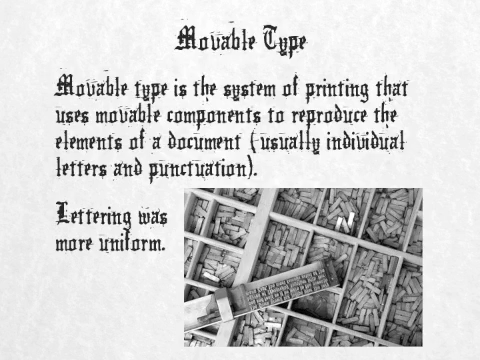 Movable Type
Movable type is the system of printing that
uses movable components to reproduce the
elements of a document (usually individual
letters and punctuation).
Lettering was
more uniform.